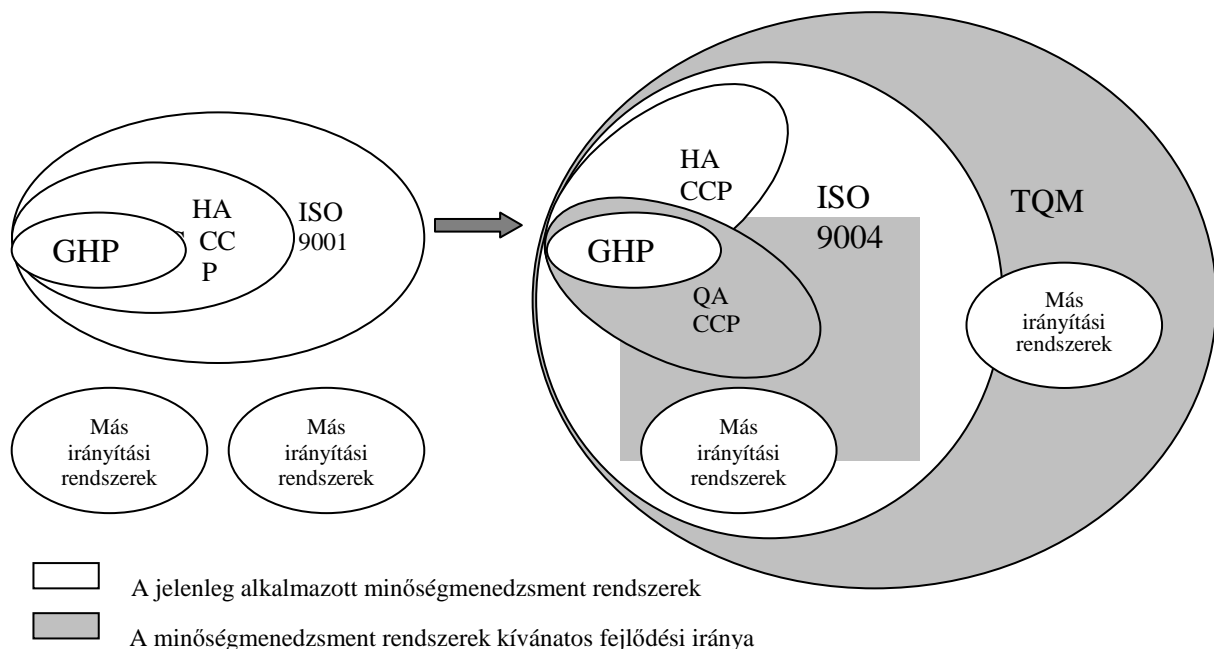 GHP
HA
CC
P
ISO
9001
Más
irányítási
rendszerek
Más
irányítási
rendszerek
HA
CCP
ISO
9004
TQM
GHP
QA
CCP
Más
irányítási
rendszerek
Más
irányítási
rendszerek
A jelenleg alkalmazott minőségmenedzsment rendszerek
A minőségmenedzsment rendszerek kívánatos fejlődési iránya